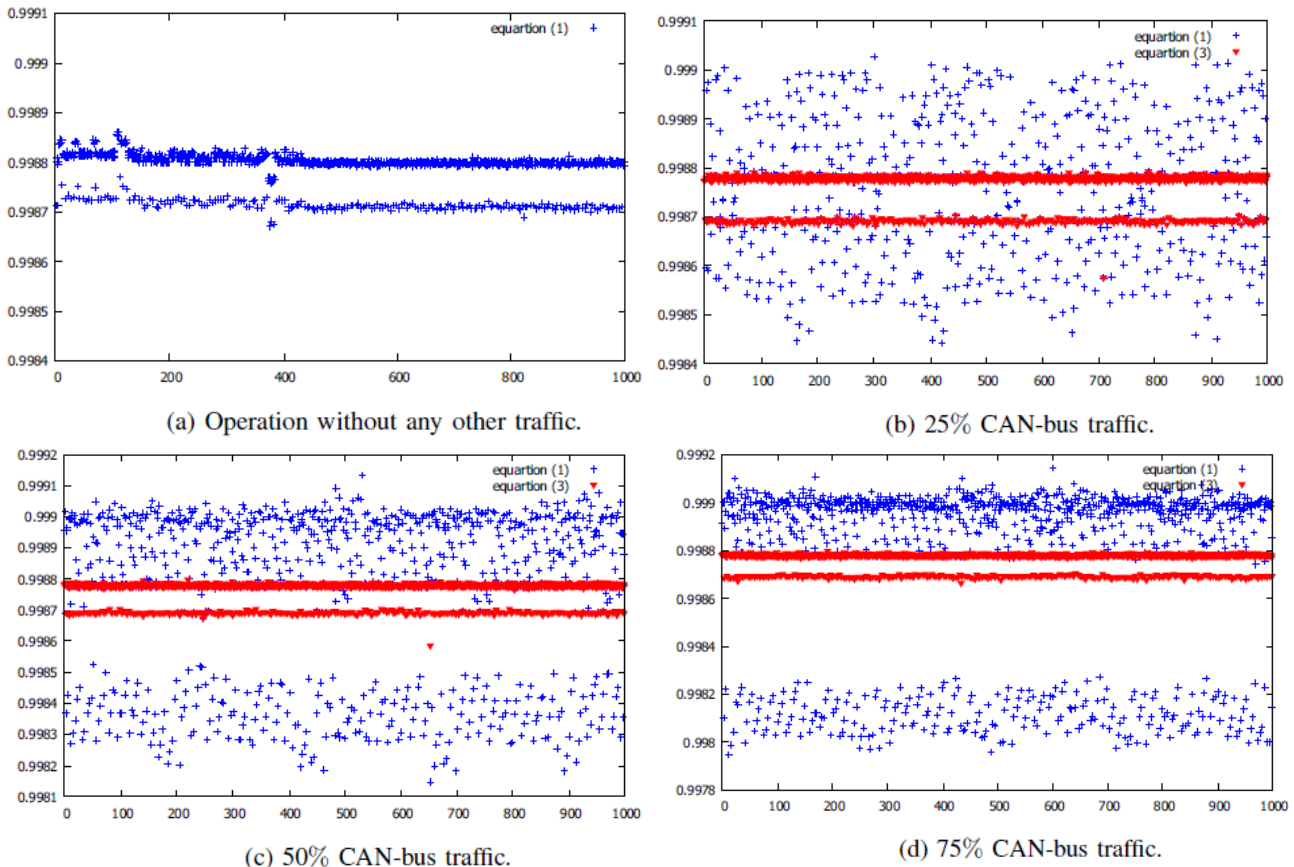 0.9991
0.999
0.9989
0.9988
0.9987
0.9986
0.9985
0.9984
equartion (1)
0 200 400 600 800 1000
(a) Operation without any other traffic.
0.9991
0.999
0.9989
0.9988
0.9987
0.9986
0.9985
0.9984
equartion (1)
equartion (3)
0 100 200 300 400 500 600 700 800 900 1000
(b) 25% CAN-bus traffic.
0.9992
0.9991
0.999
0.9989
0.9988
0.9987
0.9986
0.9985
0.9984
0.9983
0.9982
0.9981
equartion (1)
equartion (3)
0 100 200 300 400 500 600 700 800 900 1000
(c) 50% CAN-bus traffic.
0.9992
0.999
0.9988
0.9986
0.9984
0.9982
0.998
0.9978
equartion (1)
equartion (3)
0 100 200 300 400 500 600 700 800 900 1000
(d) 75% CAN-bus traffic.